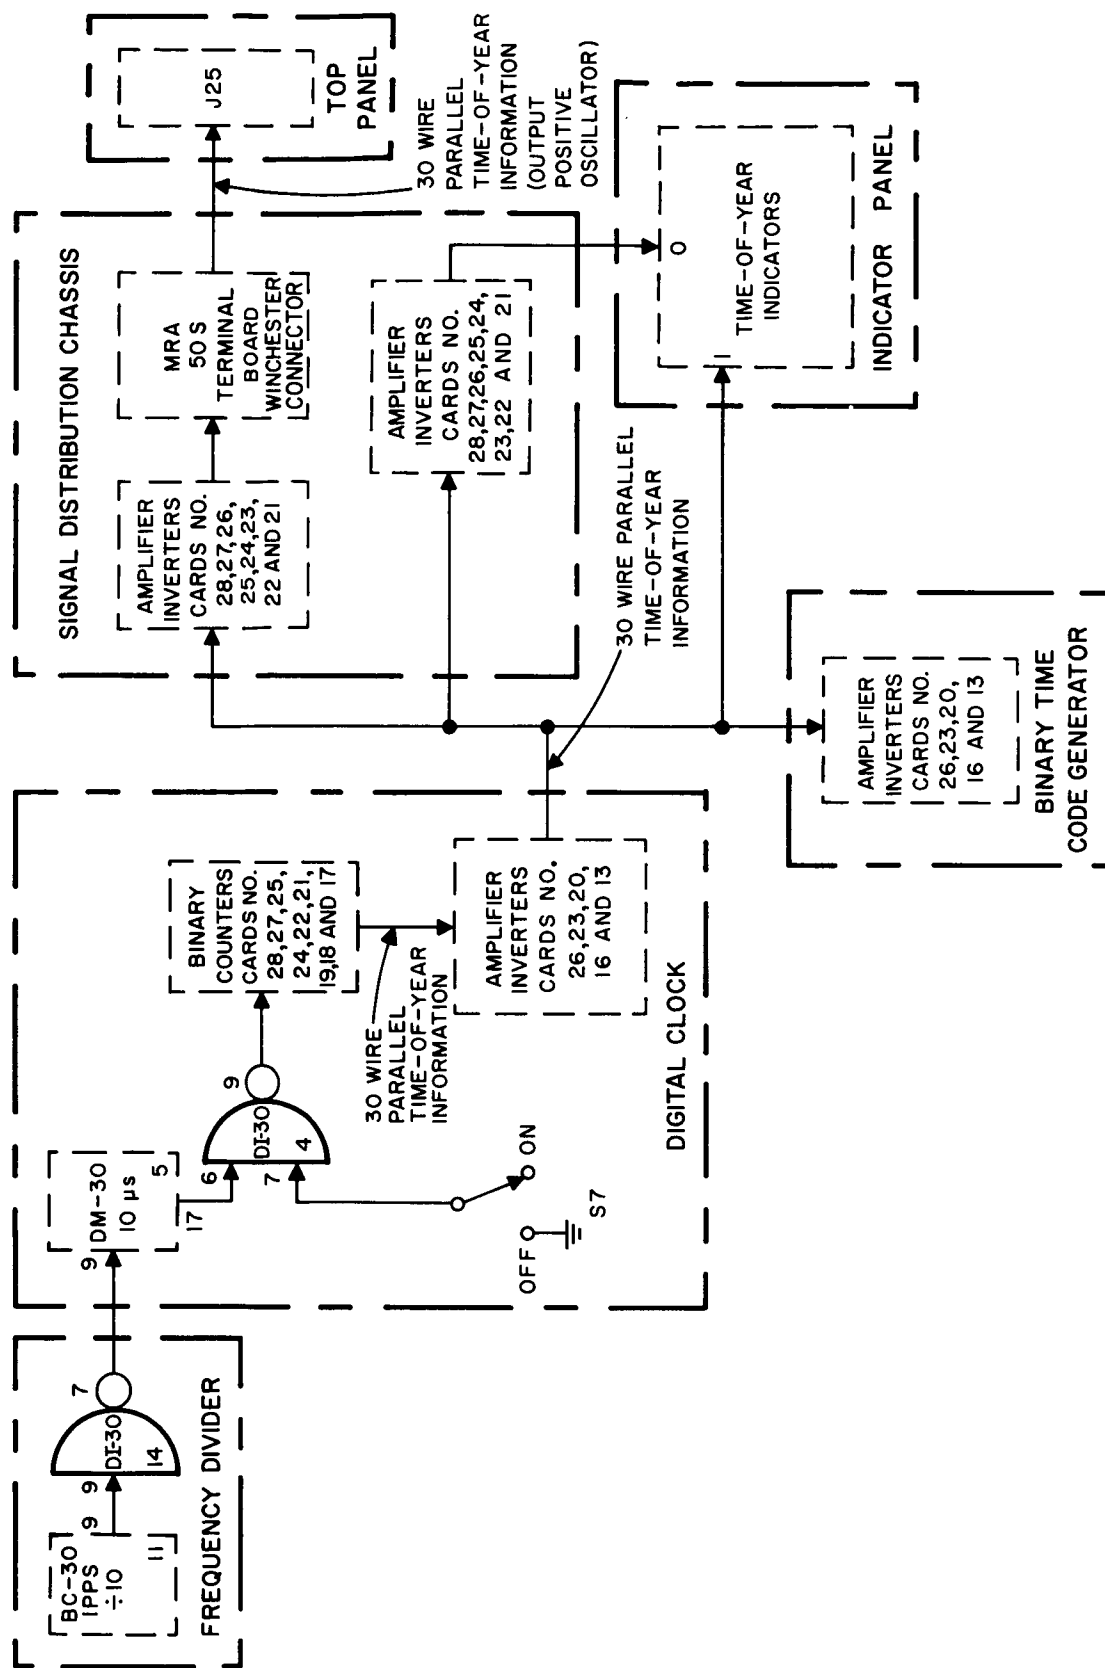 BC-30
1PPS
÷10
11
9
9
DI-30
14
7
FREQUENCY DIVIDER
9
DM-30
10 µs
5
17
6
7
DI-30
4
9
BINARY
COUNTERS
CARDS NO.
28,27,25,
24,22,21,
19,18 AND 17
30 WIRE
PARALLEL
TIME-OF-YEAR
INFORMATION
AMPLIFIER
INVERTERS
CARDS NO.
26,23,20,
16 AND 13
OFF
ON
S7
DIGITAL CLOCK
SIGNAL DISTRIBUTION CHASSIS
AMPLIFIER
INVERTERS
CARDS NO.
28,27,26,
25,24,23,
22 AND 21
MRA
50 S
TERMINAL
BOARD
WINCHESTER
CONNECTOR
AMPLIFIER
INVERTERS
CARDS NO.
28,27,26,25,24,
23,22 AND 21
J25
TOP
PANEL
30 WIRE
PARALLEL
TIME-OF-YEAR
INFORMATION
(OUTPUT
POSITIVE
OSCILLATOR)
30 WIRE PARALLEL
TIME-OF-YEAR
INFORMATION
0
1
TIME-OF-YEAR
INDICATORS
INDICATOR PANEL
AMPLIFIER
INVERTERS
CARDS NO.
26,23,20,
16 AND 13
BINARY TIME
CODE GENERATOR